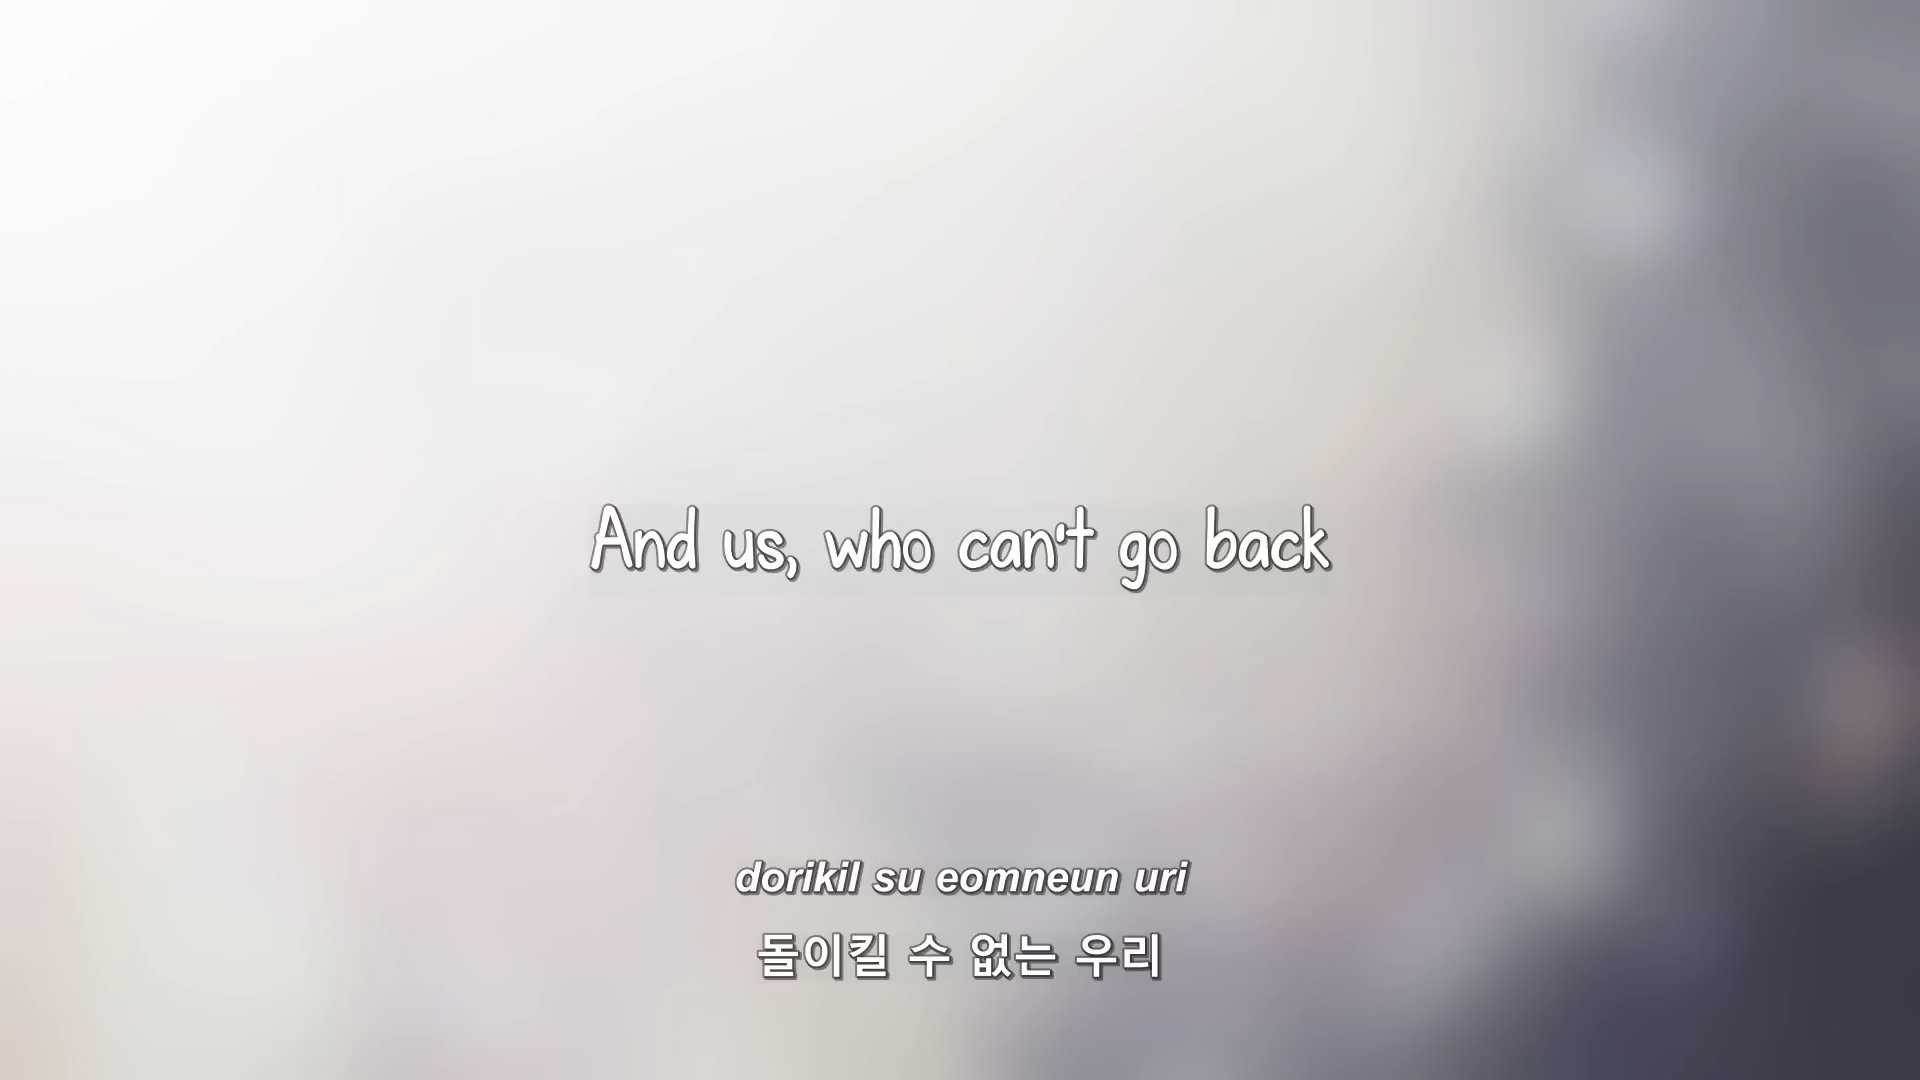 And us, who can't go back
dorikil su eomneun uri
돌이킬 수 없는 우리